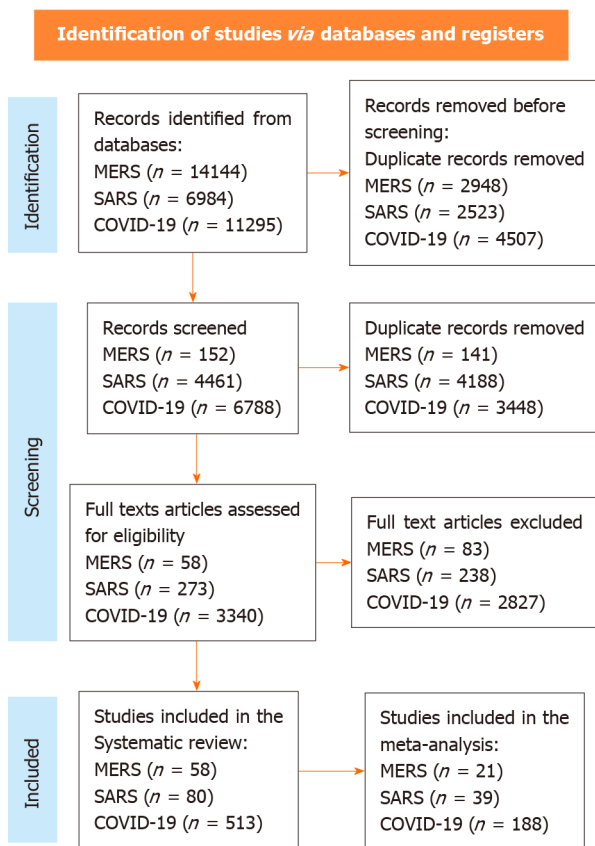 Identification of studies via databases and registers
Identification
Records identified from
databases:
MERS (n = 14144)
SARS (n = 6984)
COVID-19 (n = 11295)
Records removed before
screening:
Duplicate records removed
MERS (n = 2948)
SARS (n = 2523)
COVID-19 (n = 4507)
Screening
Records screened
MERS (n = 152)
SARS (n = 4461)
COVID-19 (n = 6788)
Duplicate records removed
MERS (n = 141)
SARS (n = 4188)
COVID-19 (n = 3448)
Full texts articles assessed
for eligibility
MERS (n = 58)
SARS (n = 273)
COVID-19 (n = 3340)
Full text articles excluded
MERS (n = 83)
SARS (n = 238)
COVID-19 (n = 2827)
Included
Studies included in the
Systematic review:
MERS (n = 58)
SARS (n = 80)
COVID-19 (n = 513)
Studies included in the
meta-analysis:
MERS (n = 21)
SARS (n = 39)
COVID-19 (n = 188)